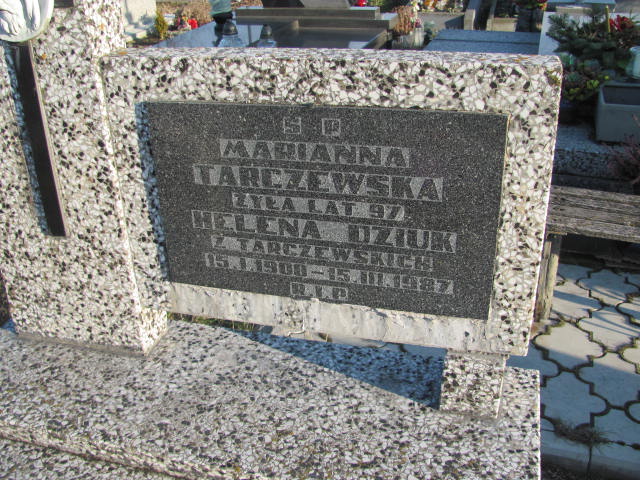 Ś P
MARIANNA
TARCZEWSKA
ŻYŁA LAT 97
HELENA DZIUK
Z TARCZEWSKICH
15.I.1900-15.III.1987
R.I.P